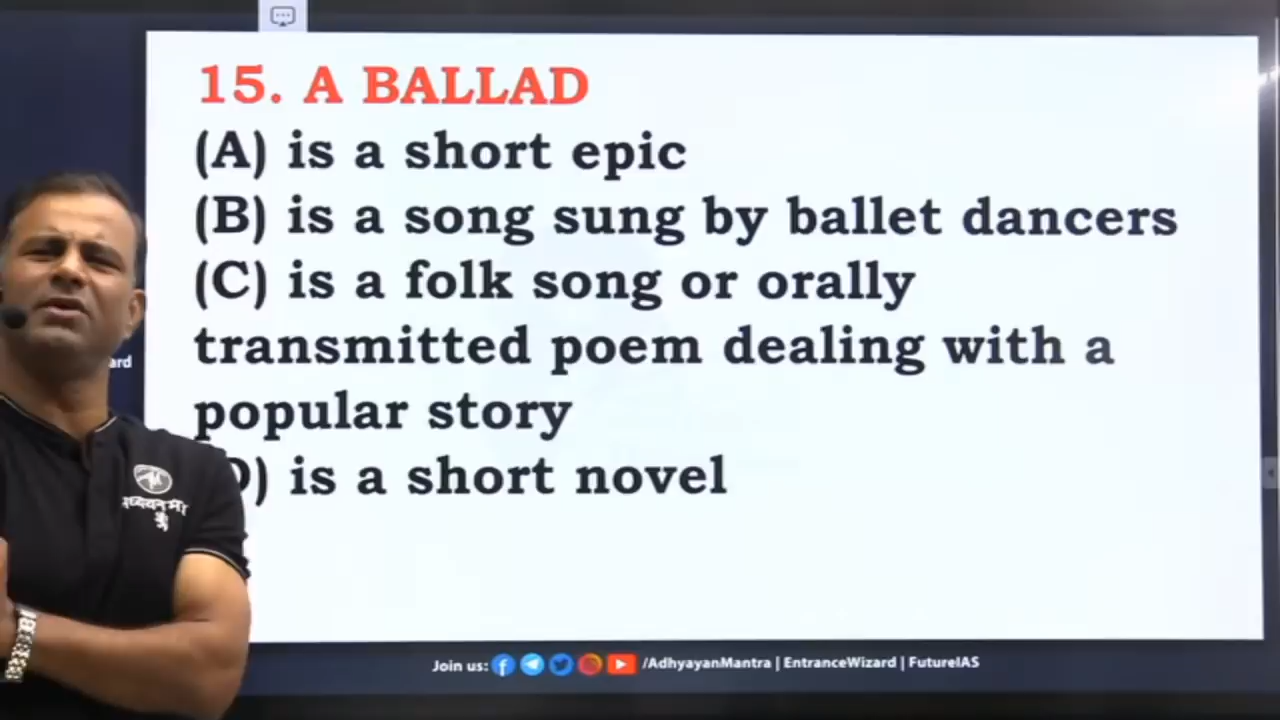 15. A BALLAD
(A) is a short epic
(B) is a song sung by ballet dancers
(C) is a folk song or orally
transmitted poem dealing with a
popular story
D) is a short novel
ard
Join us: /AdhyayanMantra | EntranceWizard | FutureIAS